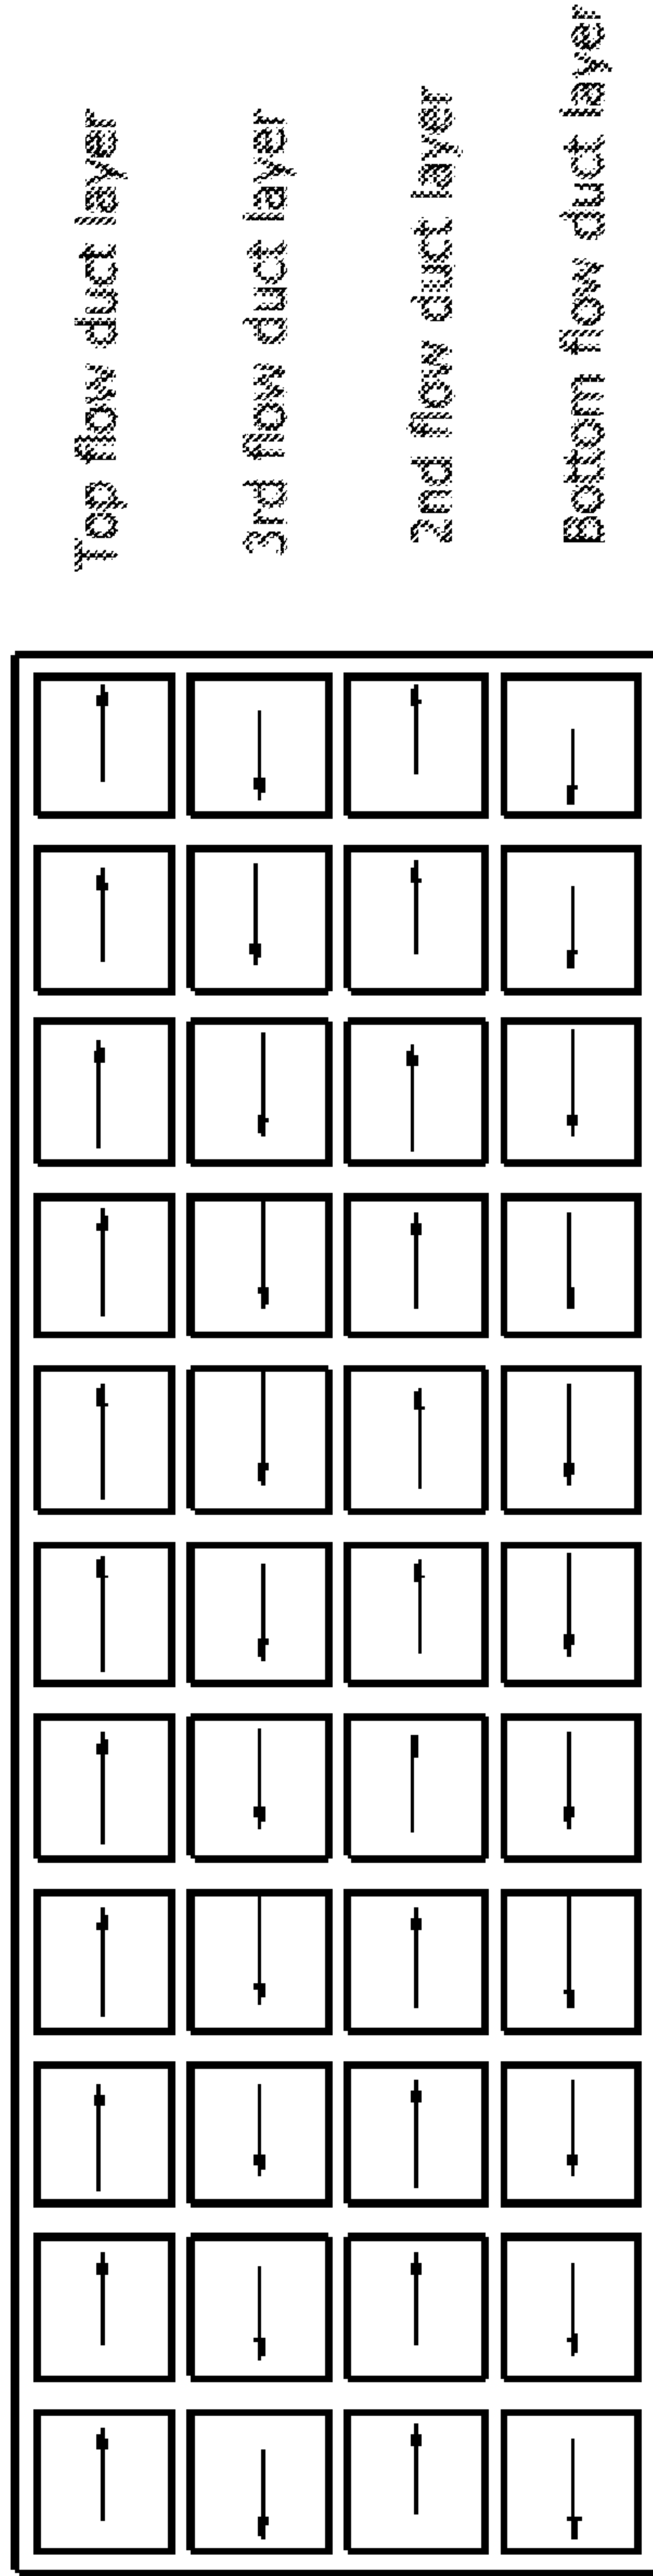 Top flow duct layer
3rd flow duct layer
2nd flow duct layer
Bottom flow duct layer